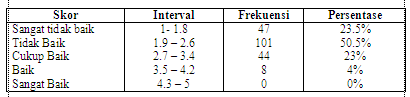 Skor Interval Frekuensi Persentase
Sangat tidak baik 1- 1.8 47 23.5%
Tidak Baik 1.9 – 2.6 101 50.5%
Cukup Baik 2.7 – 3.4 44 23%
Baik 3.5 – 4.2 8 4%
Sangat Baik 4.3 – 5 0 0%